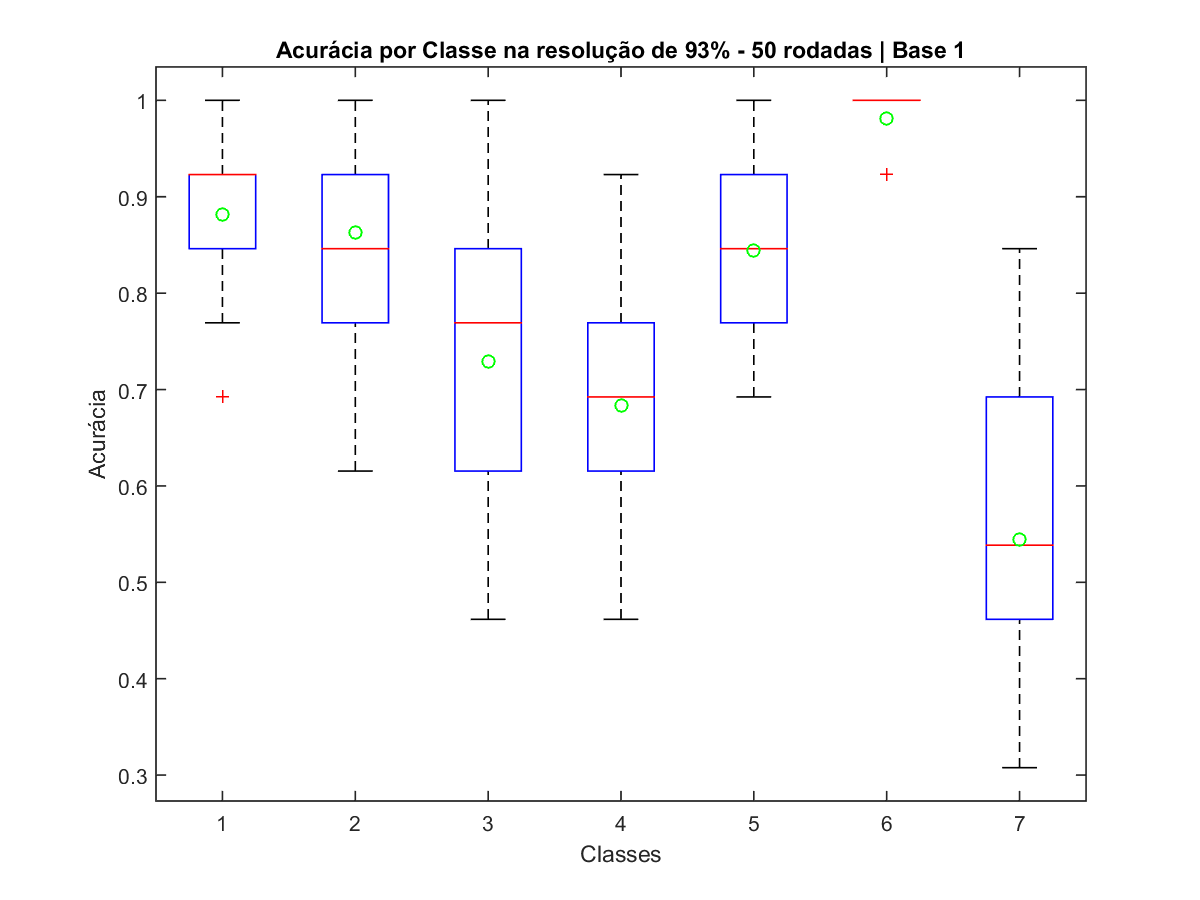 Acurácia por Classe na resolução de 93% - 50 rodadas | Base 1
1
0.9
0.8
0.7
0.6
0.5
0.4
0.3
Acurácia
1 2 3 4 5 6 7
Classes